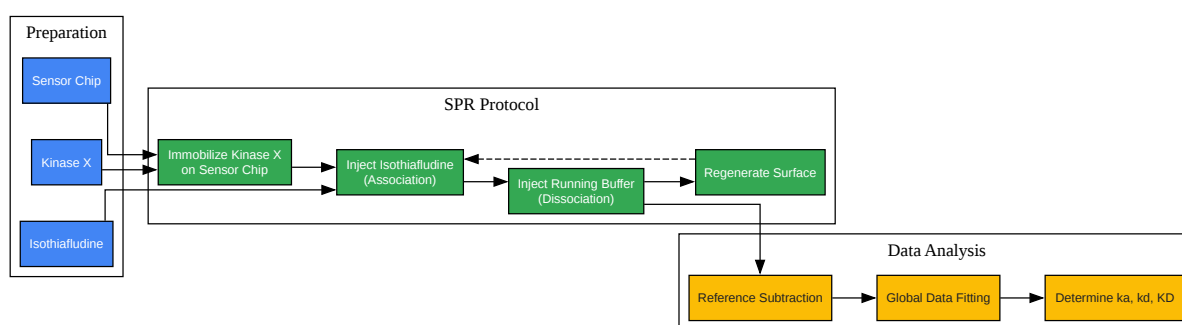 Preparation
Sensor Chip
Kinase X
Isothiafludine
SPR Protocol
Immobilize Kinase X
on Sensor Chip
Inject Isothiafludine
(Association)
Inject Running Buffer
(Dissociation)
Regenerate Surface
Data Analysis
Reference Subtraction
Global Data Fitting
Determine ka, kd, KD